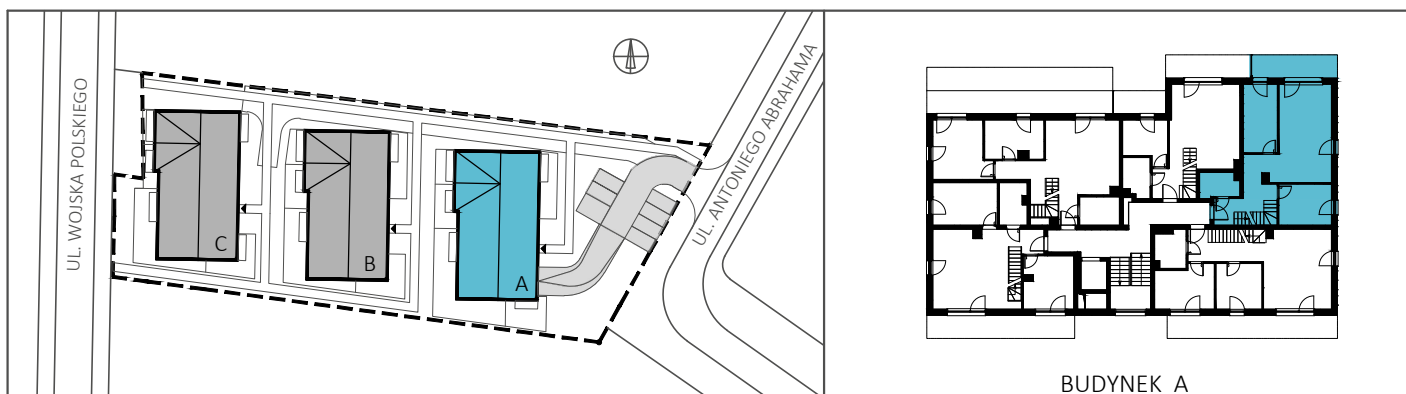 UL. WOJSKA POLSKIEGO
C
B
A
UL. ANTONIEGO ABRAHAMA
BUDYNEK A